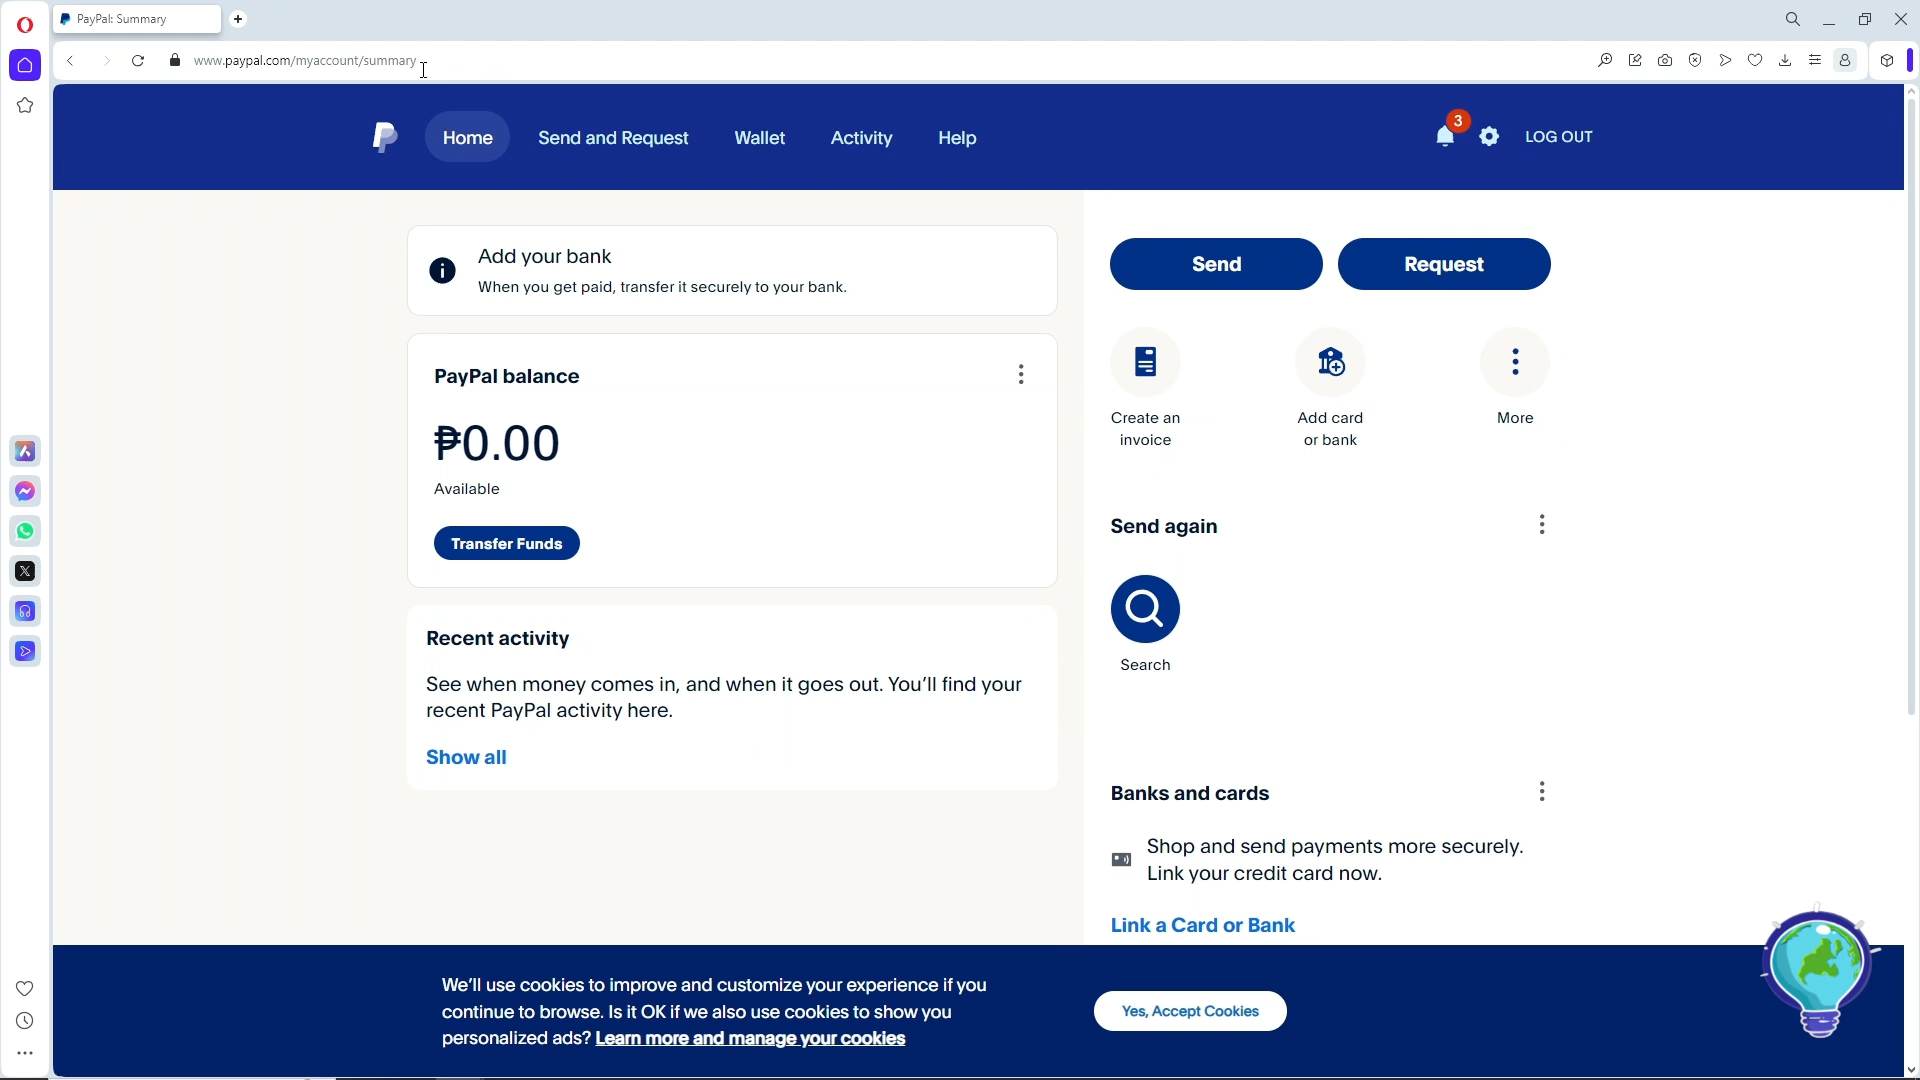 PayPal: Summary
www.paypal.com/myaccount/summary
Home
Send and Request
Wallet
Activity
Help
3
LOG OUT
Add your bank
When you get paid, transfer it securely to your bank.
PayPal balance
₱0.00
Available
Transfer Funds
Recent activity
See when money comes in, and when it goes out. You'll find your
recent PayPal activity here.
Show all
Send
Request
Create an
invoice
Add card
or bank
More
Send again
Search
Banks and cards
Shop and send payments more securely.
Link your credit card now.
Link a Card or Bank
We'll use cookies to improve and customize your experience if you
continue to browse. Is it OK if we also use cookies to show you
personalized ads? Learn more and manage your cookies
Yes, Accept Cookies